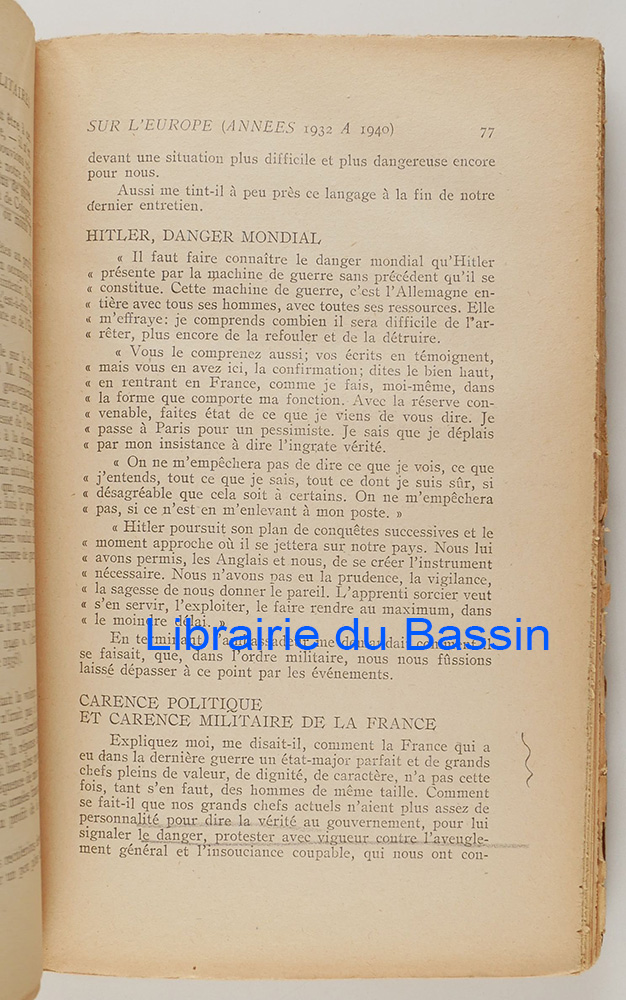 SUR L'EUROPE (ANNEES 1932 A 1940) 77
devant une situation plus difficile et plus dangereuse encore
pour nous.
Aussi me tint-il à peu près ce langage à la fin de notre
dernier entretien.
HITLER, DANGER MONDIAL
« Il faut faire connaître le danger mondial qu'Hitler
« présente par la machine de guerre sans précédent qu'il se
« constitue. Cette machine de guerre, c'est l'Allemagne en-
« tière avec tous ses hommes, avec toutes ses ressources. Elle
« m'effraye: je comprends combien il sera difficile de l'ar-
« rêter, plus encore de la refouler et de la détruire.
« Vous le comprenez aussi; vos écrits en témoignent,
« mais vous en avez ici, la confirmation; dites le bien haut,
« en rentrant en France, comme je fais, moi-même, dans
« la forme que comporte ma fonction. Avec la réserve con-
« venable, faites état de ce que je viens de vous dire. Je
« passe à Paris pour un pessimiste. Je sais que je déplais
« par mon insistance à dire l'ingrate vérité.
« On ne m'empêchera pas de dire ce que je vois, ce que
« j'entends, tout ce que je sais, tout ce dont je suis sûr, si
« désagréable que cela soit à certains. On ne m'empêchera
« pas, si ce n'est en m'enlevant à mon poste. »
« Hitler poursuit son plan de conquêtes successives et le
« moment approche où il se jettera sur notre pays. Nous lui
« avons permis, les Anglais et nous, de se créer l'instrument
« nécessaire. Nous n'avons pas eu la prudence, la vigilance,
« la sagesse de nous donner le pareil. L'apprenti sorcier veut
« s'en servir, l'exploiter, le faire rendre au maximum, dans
« le moindre délai. »
Librairie du Bassin
En terminant l'ambassadeur me demandait comment il
se faisait, que, dans l'ordre militaire, nous nous fûssions
laissé dépasser à ce point par les événements.
CARENCE POLITIQUE
ET CARENCE MILITAIRE DE LA FRANCE
Expliquez moi, me disait-il, comment la France qui a
eu dans la dernière guerre un état-major parfait et de grands
chefs pleins de valeur, de dignité, de caractère, n'a pas cette
fois, tant s'en faut, des hommes de même taille. Comment
se fait-il que nos grands chefs actuels n'aient plus assez de
personnalité pour dire la vérité au gouvernement, pour lui
signaler le danger, protester avec vigueur contre l'avengle-
ment général et l'insouciance coupable, qui nous ont con-